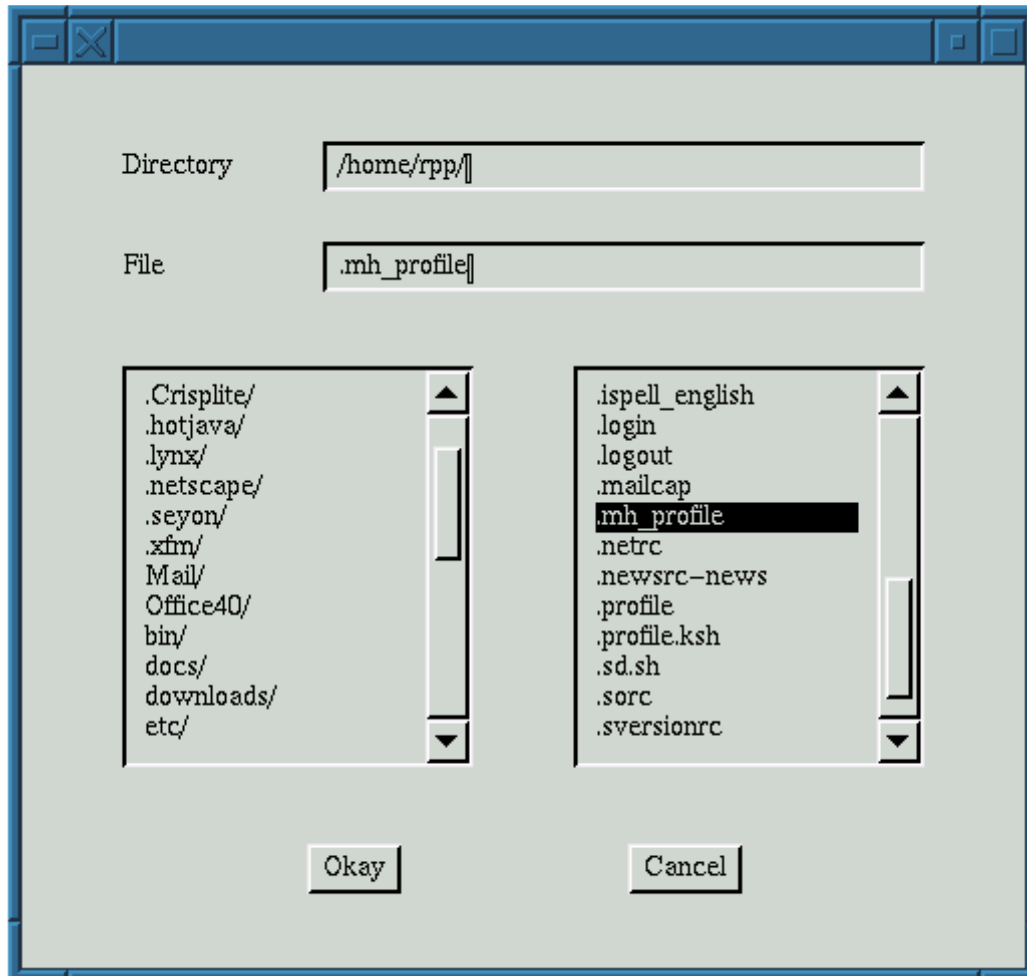 Directory /home/rpp/
File .mh_profile
.Crisplite/
.hotjava/
.lynx/
.netscape/
.seyon/
.xfm/
Mail/
Office40/
bin/
docs/
downloads/
etc/
.ispell_english
.login
.logout
.mailcap
.mh_profile
.netrc
.newsrc-news
.profile
.profile.ksh
.sd.sh
.sorc
.sversionrc
Okay Cancel